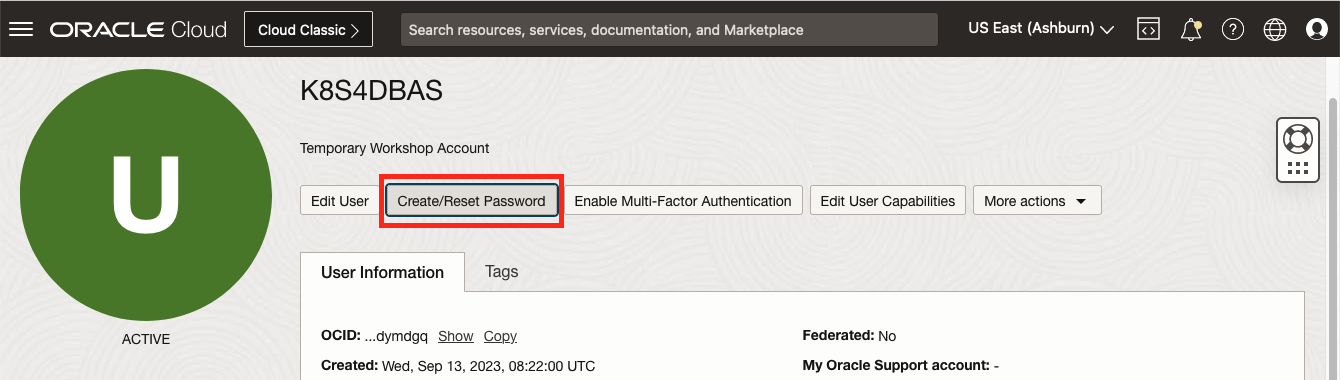 ORACLE Cloud Cloud Classic > Search resources, services, documentation, and Marketplace US East (Ashburn)
K8S4DBAS
Temporary Workshop Account
U
Edit User Create/Reset Password Enable Multi-Factor Authentication Edit User Capabilities More actions
User Information Tags
ACTIVE
OCID: ...dymdgq Show Copy Federated: No
Created: Wed, Sep 13, 2023, 08:22:00 UTC My Oracle Support account: -